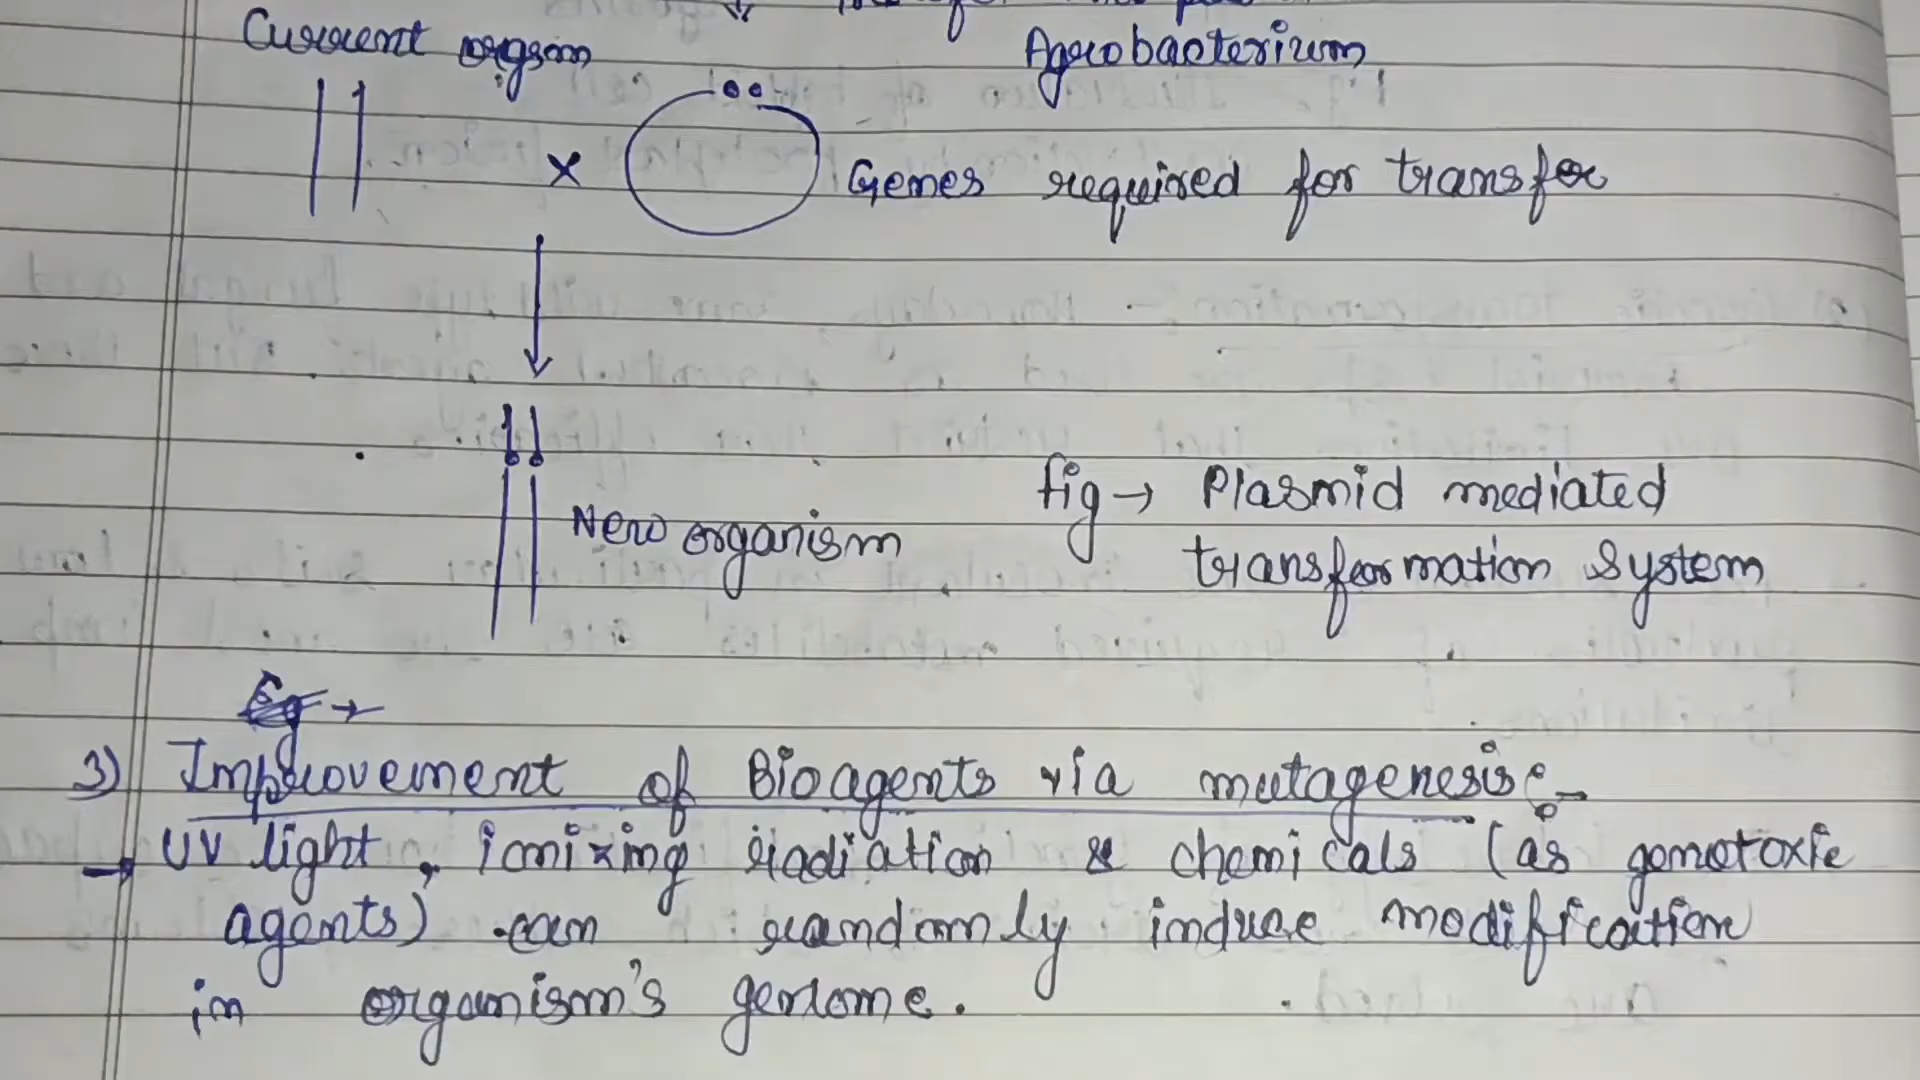 Current orgsm
Agrobacterium
× Genes required for transfer
New organism
fig → Plasmid mediated
transformation system
3) Improvement of Bioagents via mutagenesis:-
→ UV light, ionizing radiation & chemicals (as genotoxic
agents) can randomly induce modification
in organism's genome.